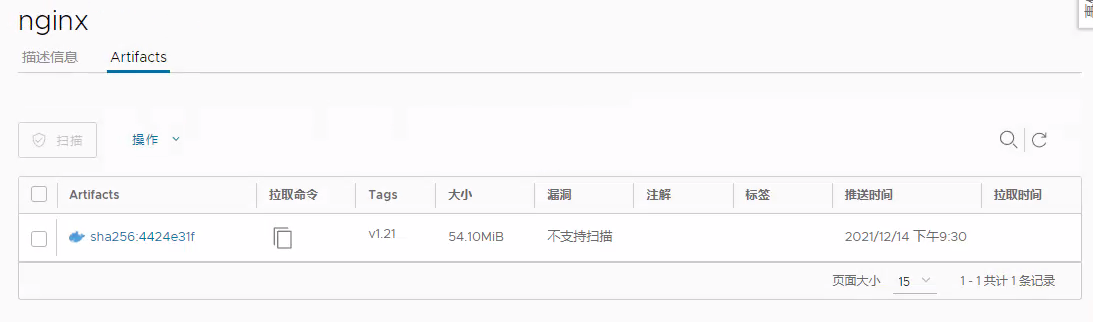 nginx
描述信息 Artifacts
扫描 操作
Artifacts 拉取命令 Tags 大小 漏洞 注解 标签 推送时间 拉取时间
sha256:4424e31f v1.21 54.10MiB 不支持扫描 2021/12/14 下午9:30
页面大小 15 1 - 1 共计 1 条记录